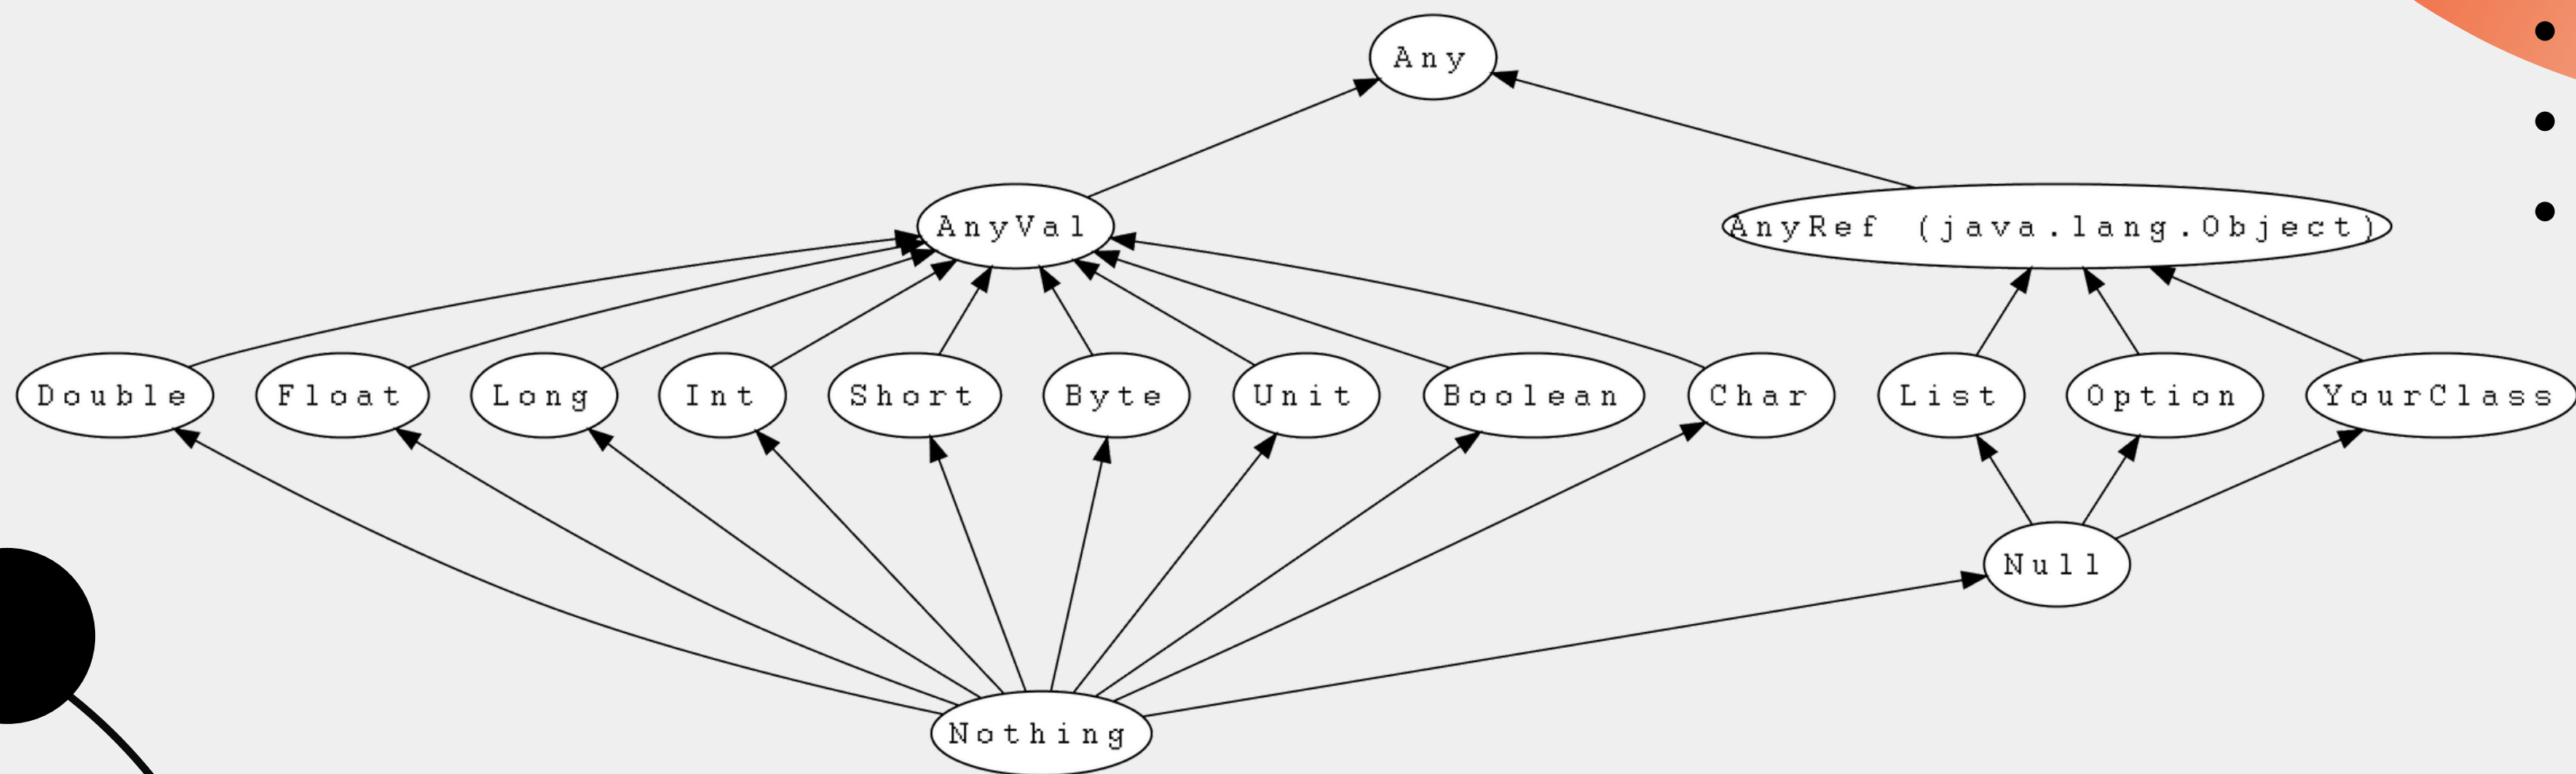 Any
AnyVal
AnyRef (java.lang.Object)
Double
Float
Long
Int
Short
Byte
Unit
Boolean
Char
List
Option
YourClass
Null
Nothing